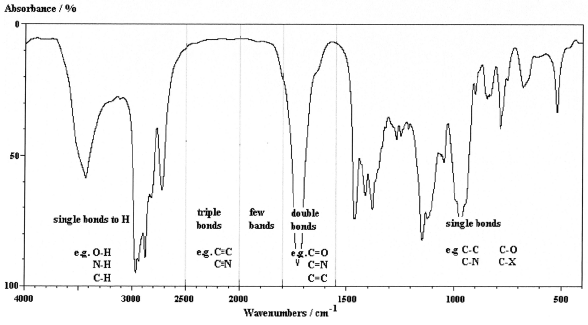 Absorbance / %
0
50
100
single bonds to H
e.g. O-H
N-H
C-H
triple
bonds
e.g. C≡C
C≡N
few
bands
double
bonds
e.g. C=O
C=N
C=C
single bonds
e.g C-C C-O
C-N C-X
4000 3000 2500 2000 1500 1000 500
Wavenumbers / cm⁻¹